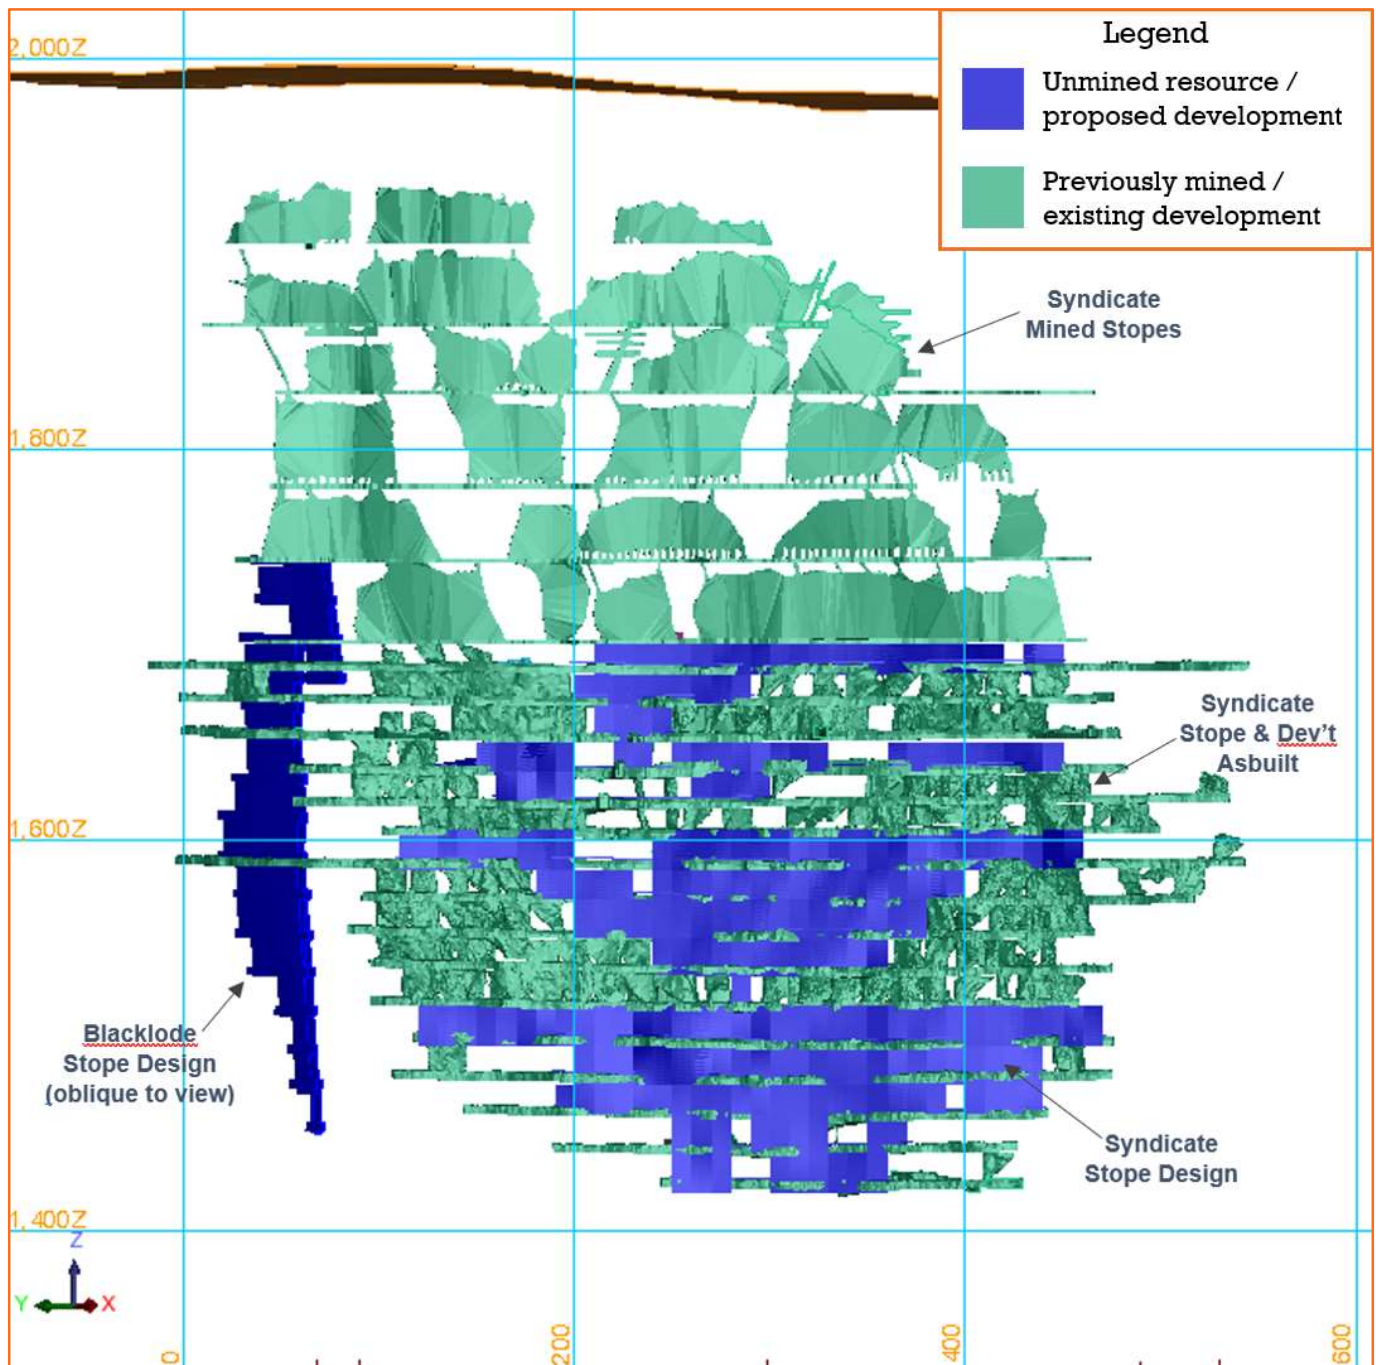 2,000Z
Legend
Unmined resource /
proposed development
Previously mined /
existing development
Syndicate
Mined Stopes
1,800Z
Syndicate
Stope & Dev't
Asbuilt
1,600Z
Blacklode
Stope Design
(oblique to view)
Syndicate
Stope Design
1,400Z
Z
Y
X
0
200
400
600